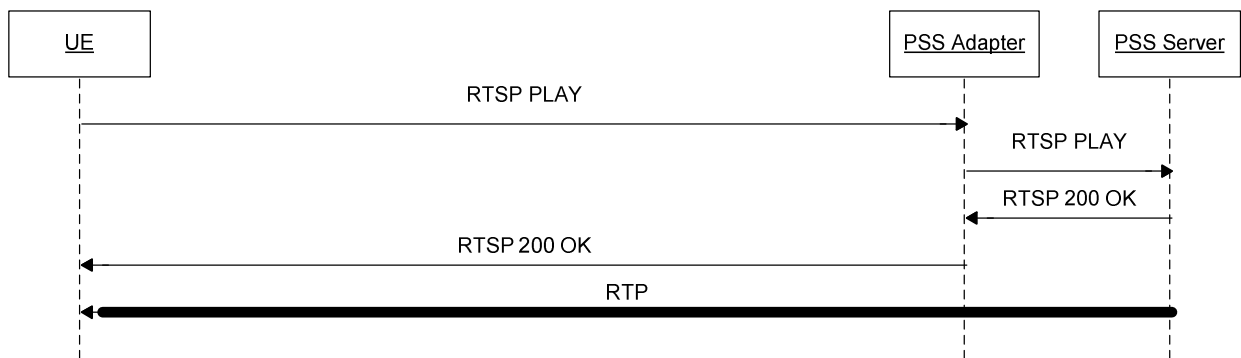 UE
PSS Adapter
PSS Server
RTSP PLAY
RTSP PLAY
RTSP 200 OK
RTSP 200 OK
RTP